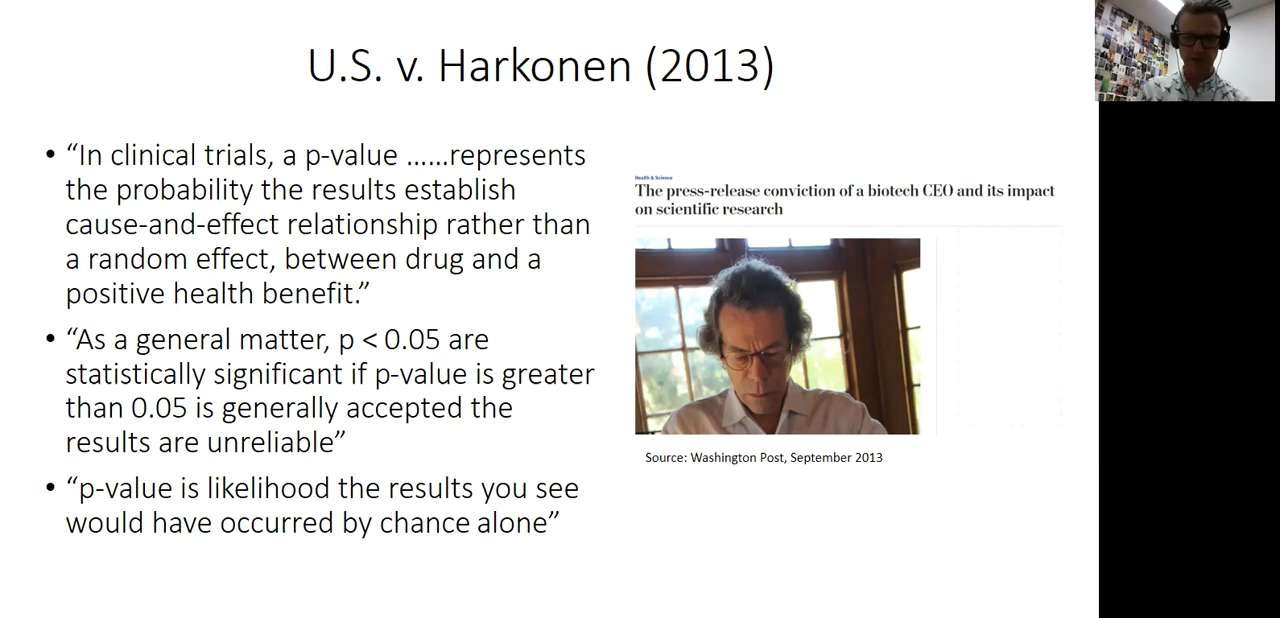 U.S. v. Harkonen (2013)
• “In clinical trials, a p-value ……represents
the probability the results establish
cause-and-effect relationship rather than
a random effect, between drug and a
positive health benefit.”
• “As a general matter, p < 0.05 are
statistically significant if p-value is greater
than 0.05 is generally accepted the
results are unreliable”
• “p-value is likelihood the results you see
would have occurred by chance alone”
Health & Science
The press-release conviction of a biotech CEO and its impact
on scientific research
Source: Washington Post, September 2013